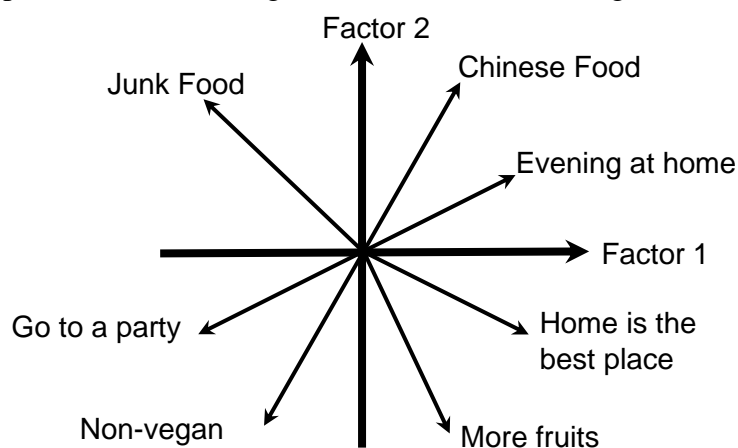 Factor 2
Junk Food
Chinese Food
Evening at home
Factor 1
Go to a party
Home is the
best place
Non-vegan
More fruits